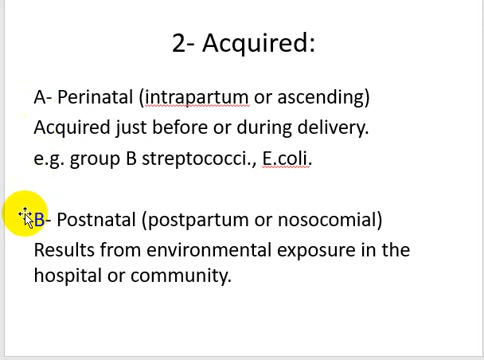 2- Acquired:
A- Perinatal (intrapartum or ascending)
Acquired just before or during delivery.
e.g. group B streptococci., E.coli.
B- Postnatal (postpartum or nosocomial)
Results from environmental exposure in the
hospital or community.